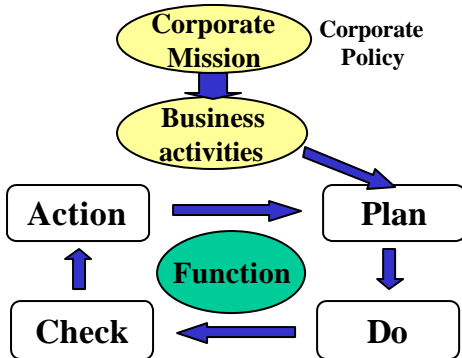 Corporate
Mission
Corporate
Policy
Business
activities
Action
Plan
Function
Check
Do